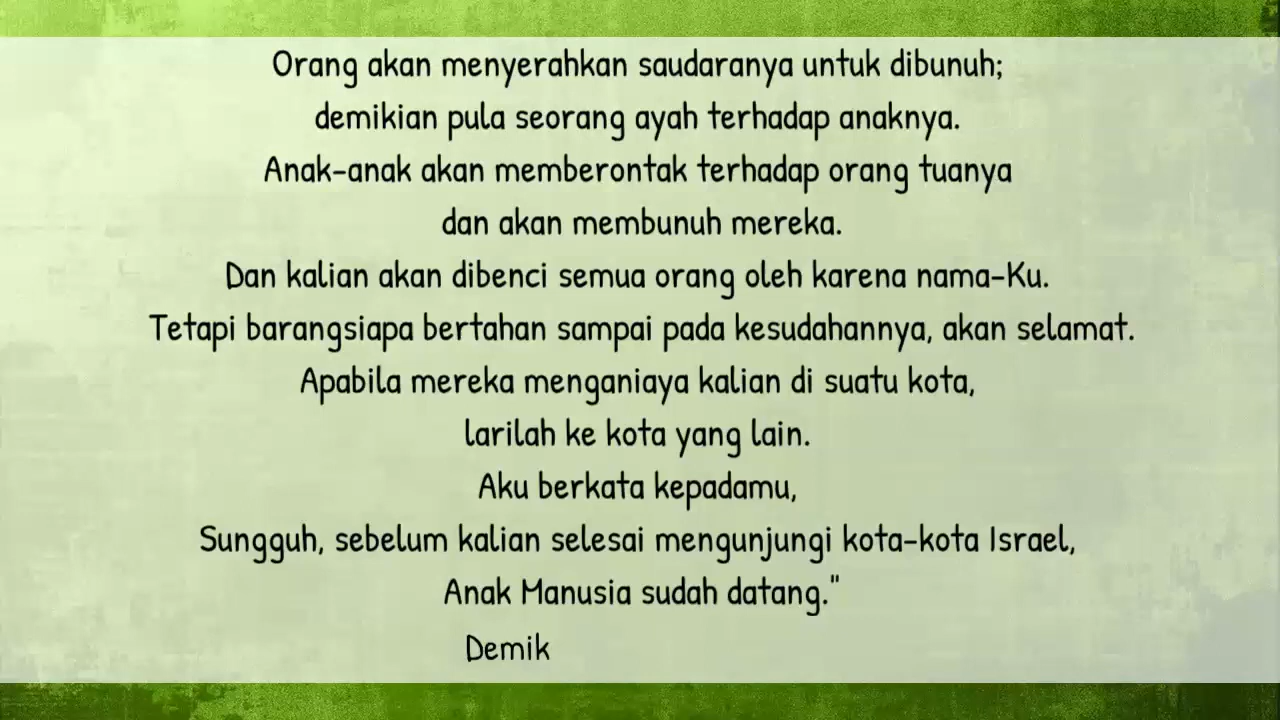 Orang akan menyerahkan saudaranya untuk dibunuh;
demikian pula seorang ayah terhadap anaknya.
Anak-anak akan memberontak terhadap orang tuanya
dan akan membunuh mereka.
Dan kalian akan dibenci semua orang oleh karena nama-Ku.
Tetapi barangsiapa bertahan sampai pada kesudahannya, akan selamat.
Apabila mereka menganiaya kalian di suatu kota,
larilah ke kota yang lain.
Aku berkata kepadamu,
Sungguh, sebelum kalian selesai mengunjungi kota-kota Israel,
Anak Manusia sudah datang."
Demik